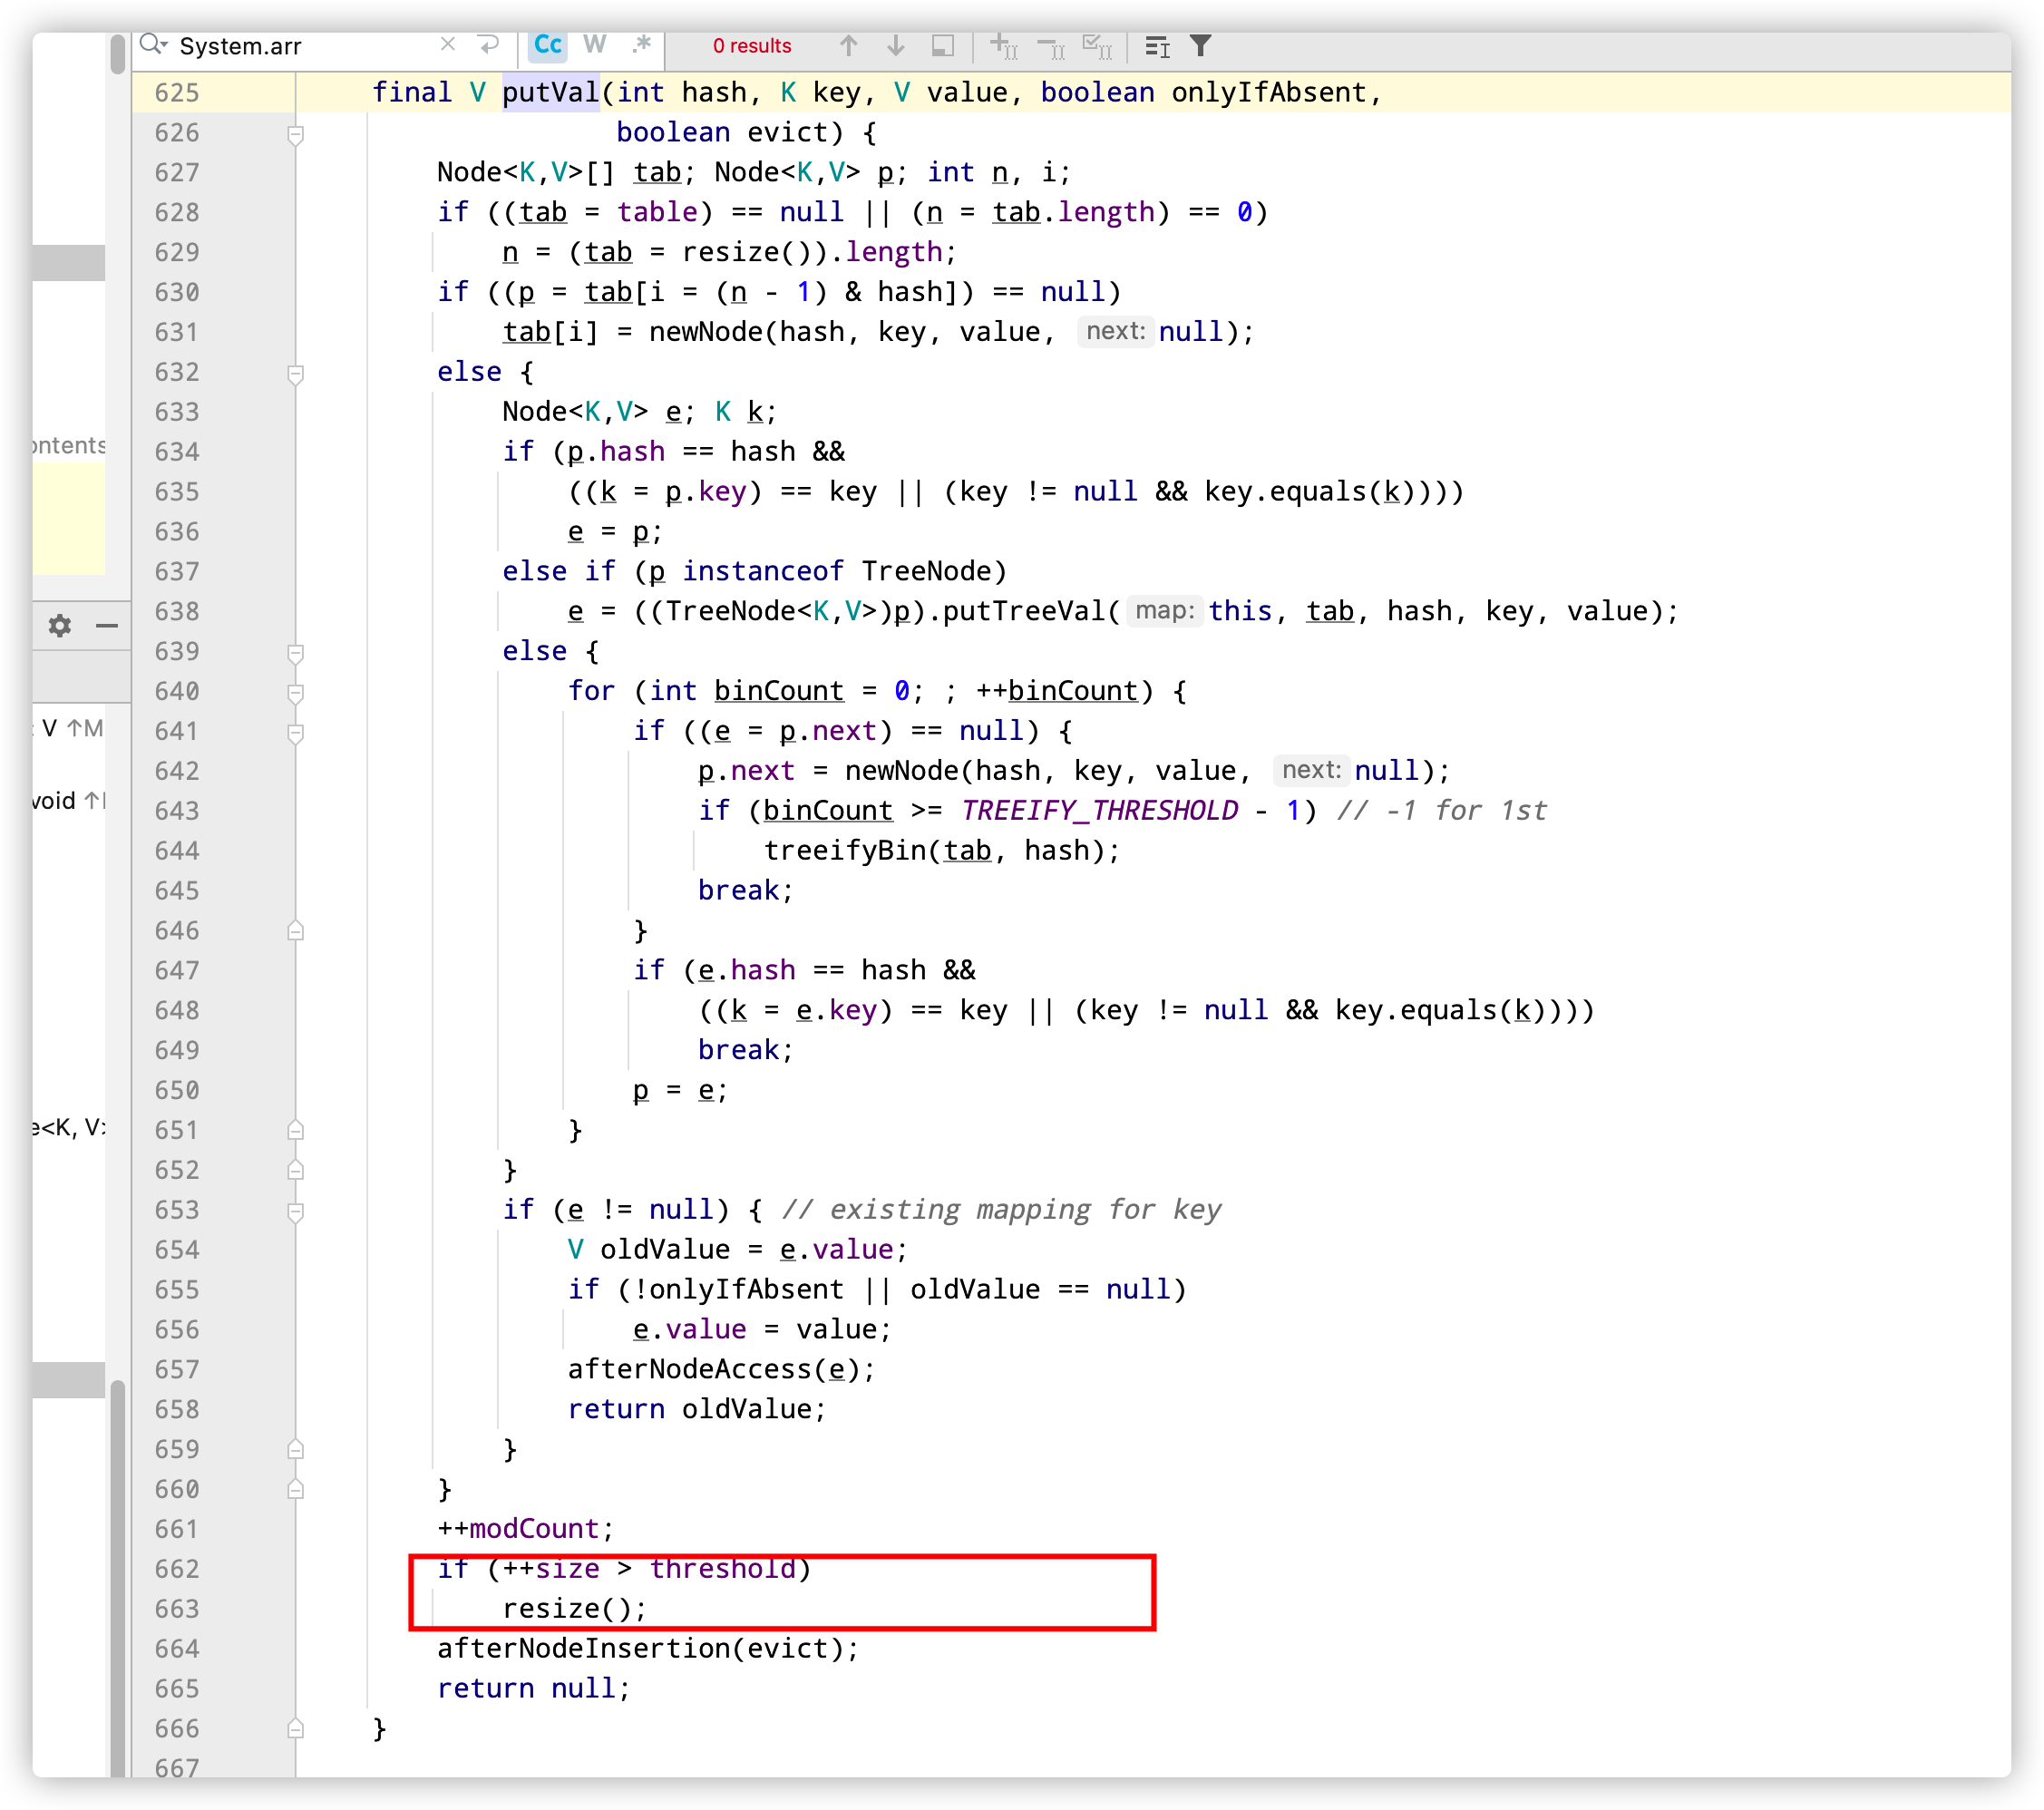 System.arr
Cc W .* 0 results
625 final V putVal(int hash, K key, V value, boolean onlyIfAbsent,
626 boolean evict) {
627 Node<K,V>[] tab; Node<K,V> p; int n, i;
628 if ((tab = table) == null || (n = tab.length) == 0)
629 n = (tab = resize()).length;
630 if ((p = tab[i = (n - 1) & hash]) == null)
631 tab[i] = newNode(hash, key, value, next: null);
632 else {
633 Node<K,V> e; K k;
634 if (p.hash == hash &&
635 ((k = p.key) == key || (key != null && key.equals(k))))
636 e = p;
637 else if (p instanceof TreeNode)
638 e = ((TreeNode<K,V>)p).putTreeVal( map: this, tab, hash, key, value);
639 else {
640 for (int binCount = 0; ; ++binCount) {
641 if ((e = p.next) == null) {
642 p.next = newNode(hash, key, value, next: null);
643 if (binCount >= TREEIFY_THRESHOLD - 1) // -1 for 1st
644 treeifyBin(tab, hash);
645 break;
646 }
647 if (e.hash == hash &&
648 ((k = e.key) == key || (key != null && key.equals(k))))
649 break;
650 p = e;
651 }
652 }
653 if (e != null) { // existing mapping for key
654 V oldValue = e.value;
655 if (!onlyIfAbsent || oldValue == null)
656 e.value = value;
657 afterNodeAccess(e);
658 return oldValue;
659 }
660 }
661 ++modCount;
662 if (++size > threshold)
663 resize();
664 afterNodeInsertion(evict);
665 return null;
666 }
667
ontents
: V ↑M
void ↑
e<K, V>